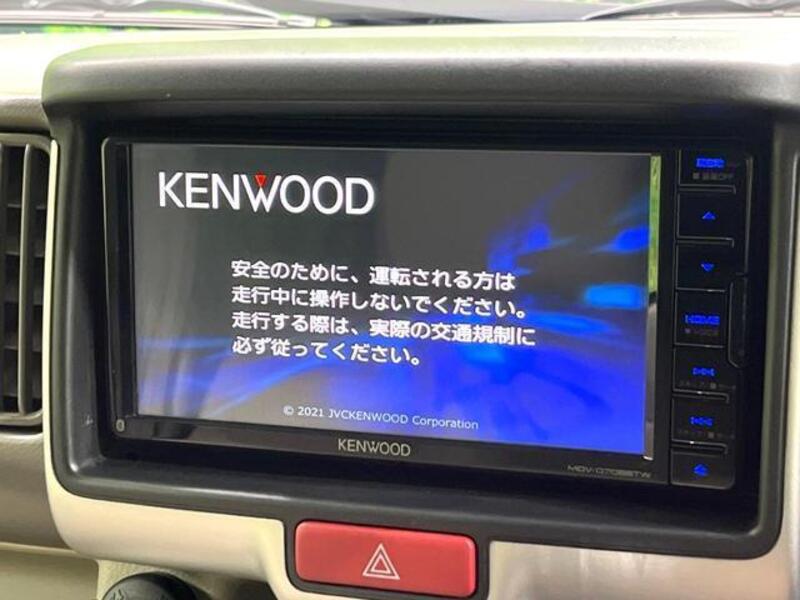 KENWOOD
安全のために、運転される方は
走行中に操作しないでください。
走行する際は、実際の交通規制に
必ず従ってください。
© 2021 JVCKENWOOD Corporation
KENWOOD
HOME